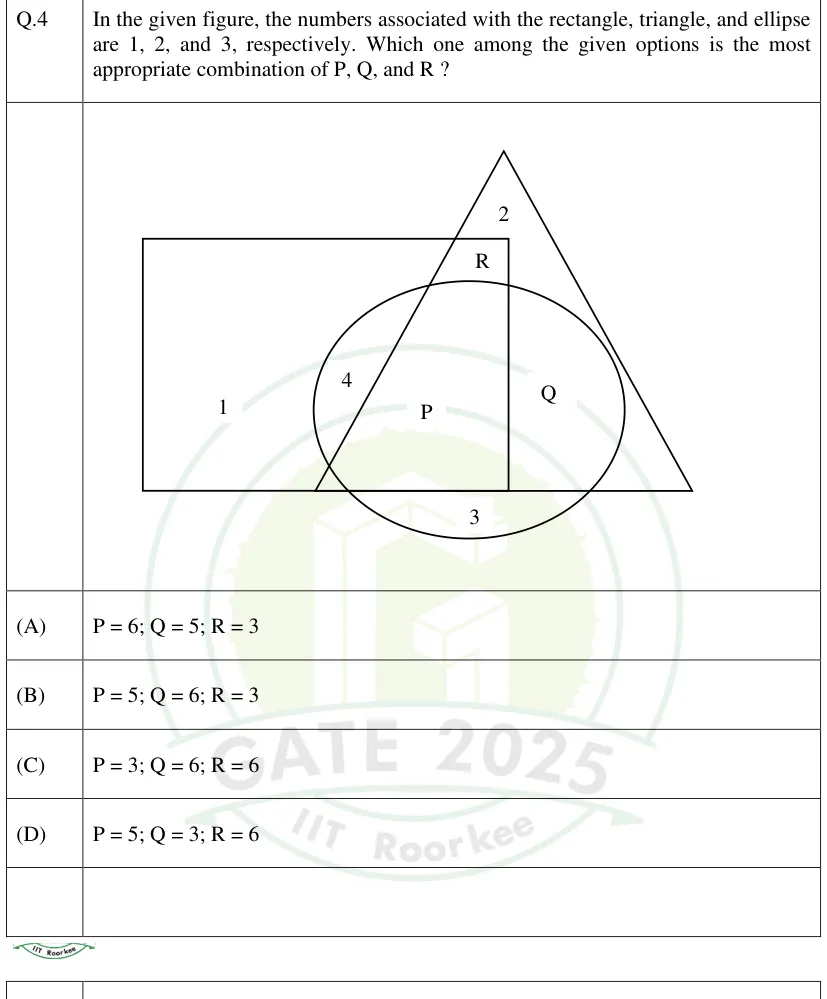 Q.4
In the given figure, the numbers associated with the rectangle, triangle, and ellipse
are 1, 2, and 3, respectively. Which one among the given options is the most
appropriate combination of P, Q, and R ?
2
R
4
Q
1
P
3
(A) P = 6; Q = 5; R = 3
(B) P = 5; Q = 6; R = 3
(C) P = 3; Q = 6; R = 6
(D) P = 5; Q = 3; R = 6
GATE 2025
IIT Roorkee
IIT Roorkee